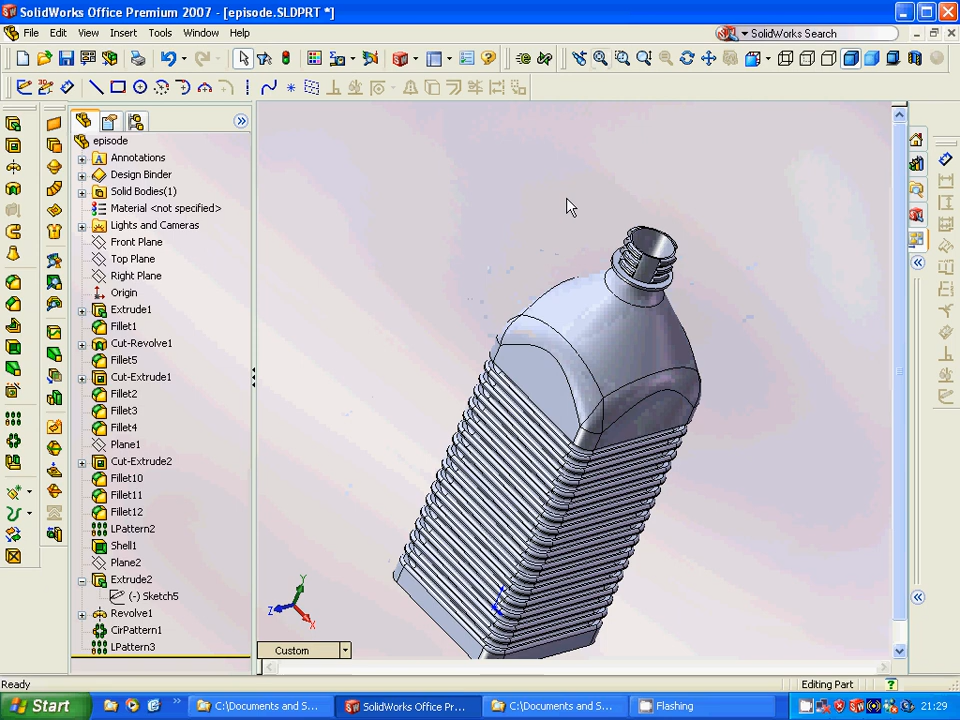 SolidWorks Office Premium 2007 - [episode.SLDPRT *]
File Edit View Insert Tools Window Help
SolidWorks Search
episode
Annotations
Design Binder
Solid Bodies(1)
Material <not specified>
Lights and Cameras
Front Plane
Top Plane
Right Plane
Origin
Extrude1
Fillet1
Cut-Revolve1
Fillet5
Cut-Extrude1
Fillet2
Fillet3
Fillet4
Plane1
Cut-Extrude2
Fillet10
Fillet11
Fillet12
LPattern2
Shell1
Plane2
Extrude2
(-) Sketch5
Revolve1
CirPattern1
LPattern3
Y
Z
X
Custom
Ready
Editing Part
Start
C:\Documents and S...
SolidWorks Office Pr...
C:\Documents and S...
Flashing
21:29